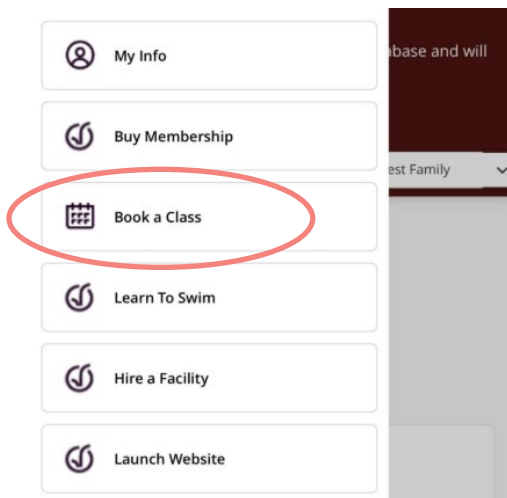 My Info
abase and will
Buy Membership
est Family
Book a Class
Learn To Swim
Hire a Facility
Launch Website